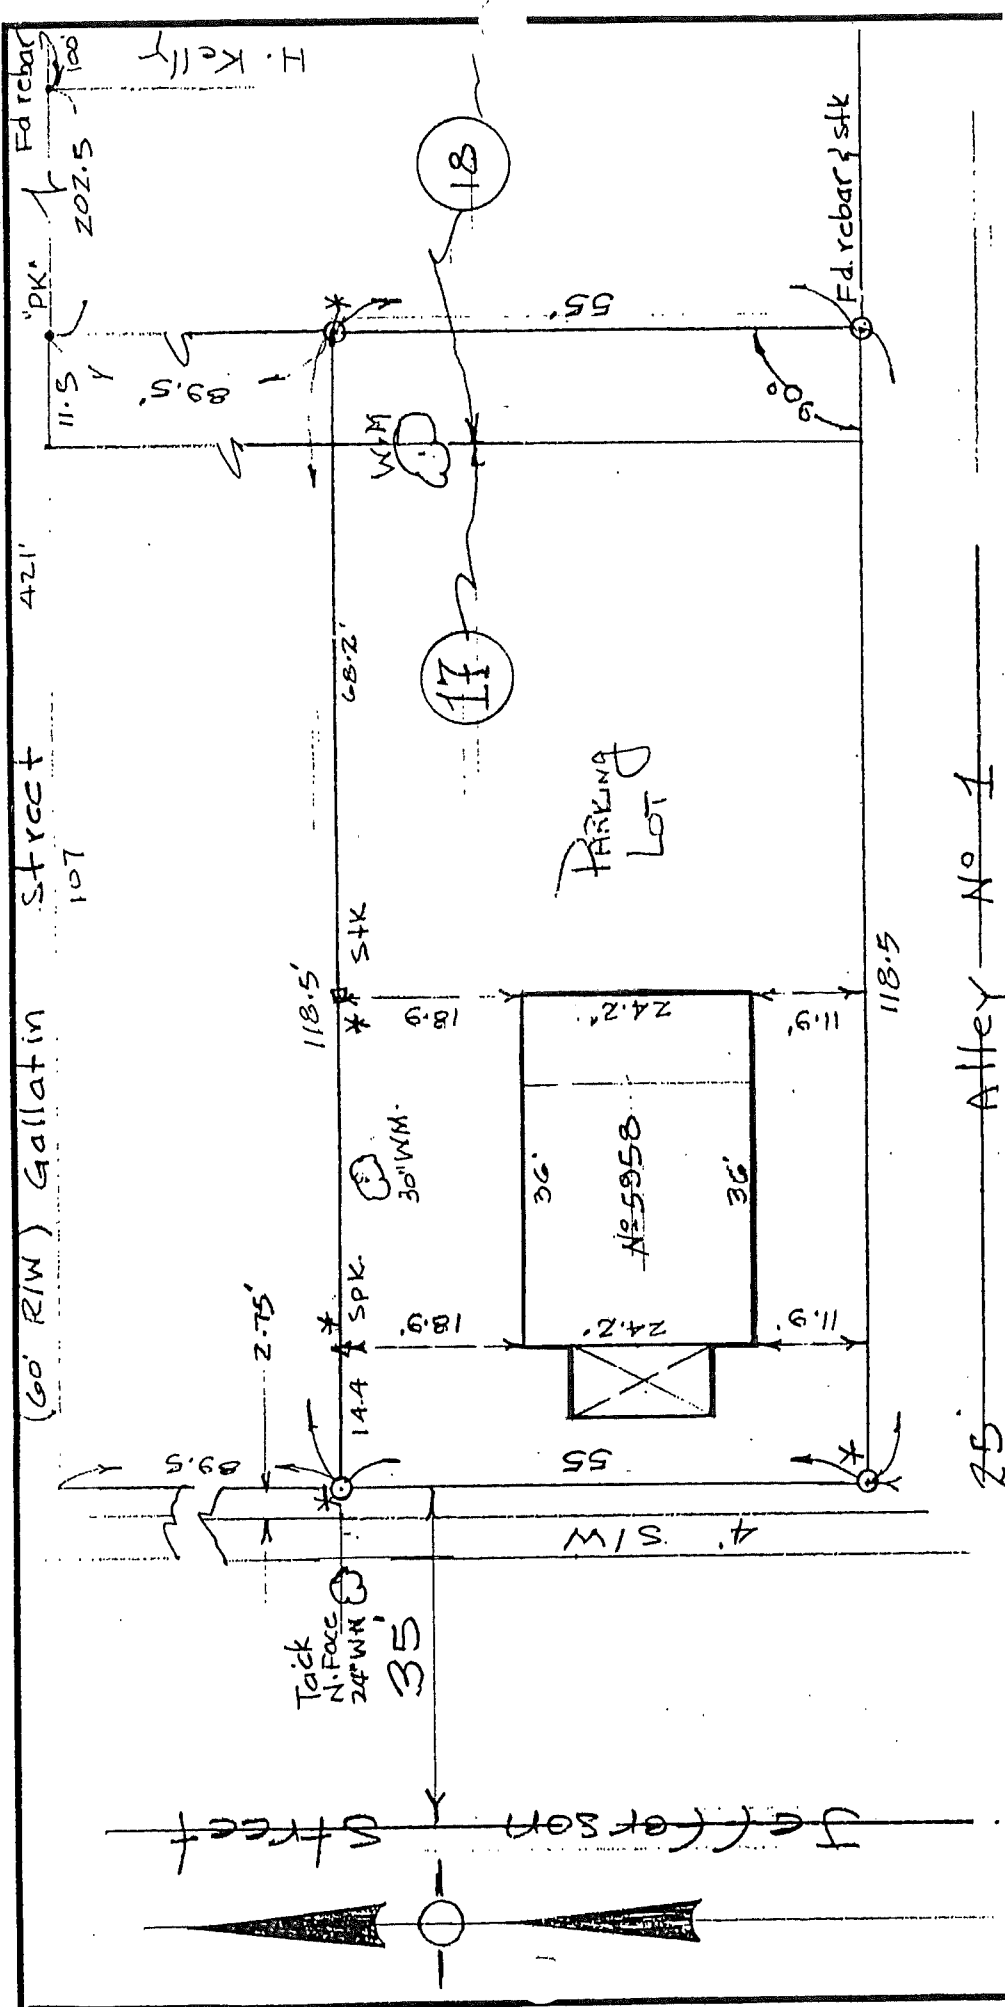 (60' R/W) Gallatin Street 421'
107
11.5
"PK"
202.5
Fd rebar
100'
I. Kelly
89.5
2.75'
89.5'
118.5'
14.4
Spk.
Stk
68.2'
30"WM.
WM
18
17
55'
Fd. rebar & stk
90°
18.9'
18.9
36'
24.2'
No 5958
24.2'
36'
11.9'
11.9'
Parking
Lot
55
118.5
25' Alley No 1
4' S/W
Tack
N. Face
24"WM
35'
Jefferson Street